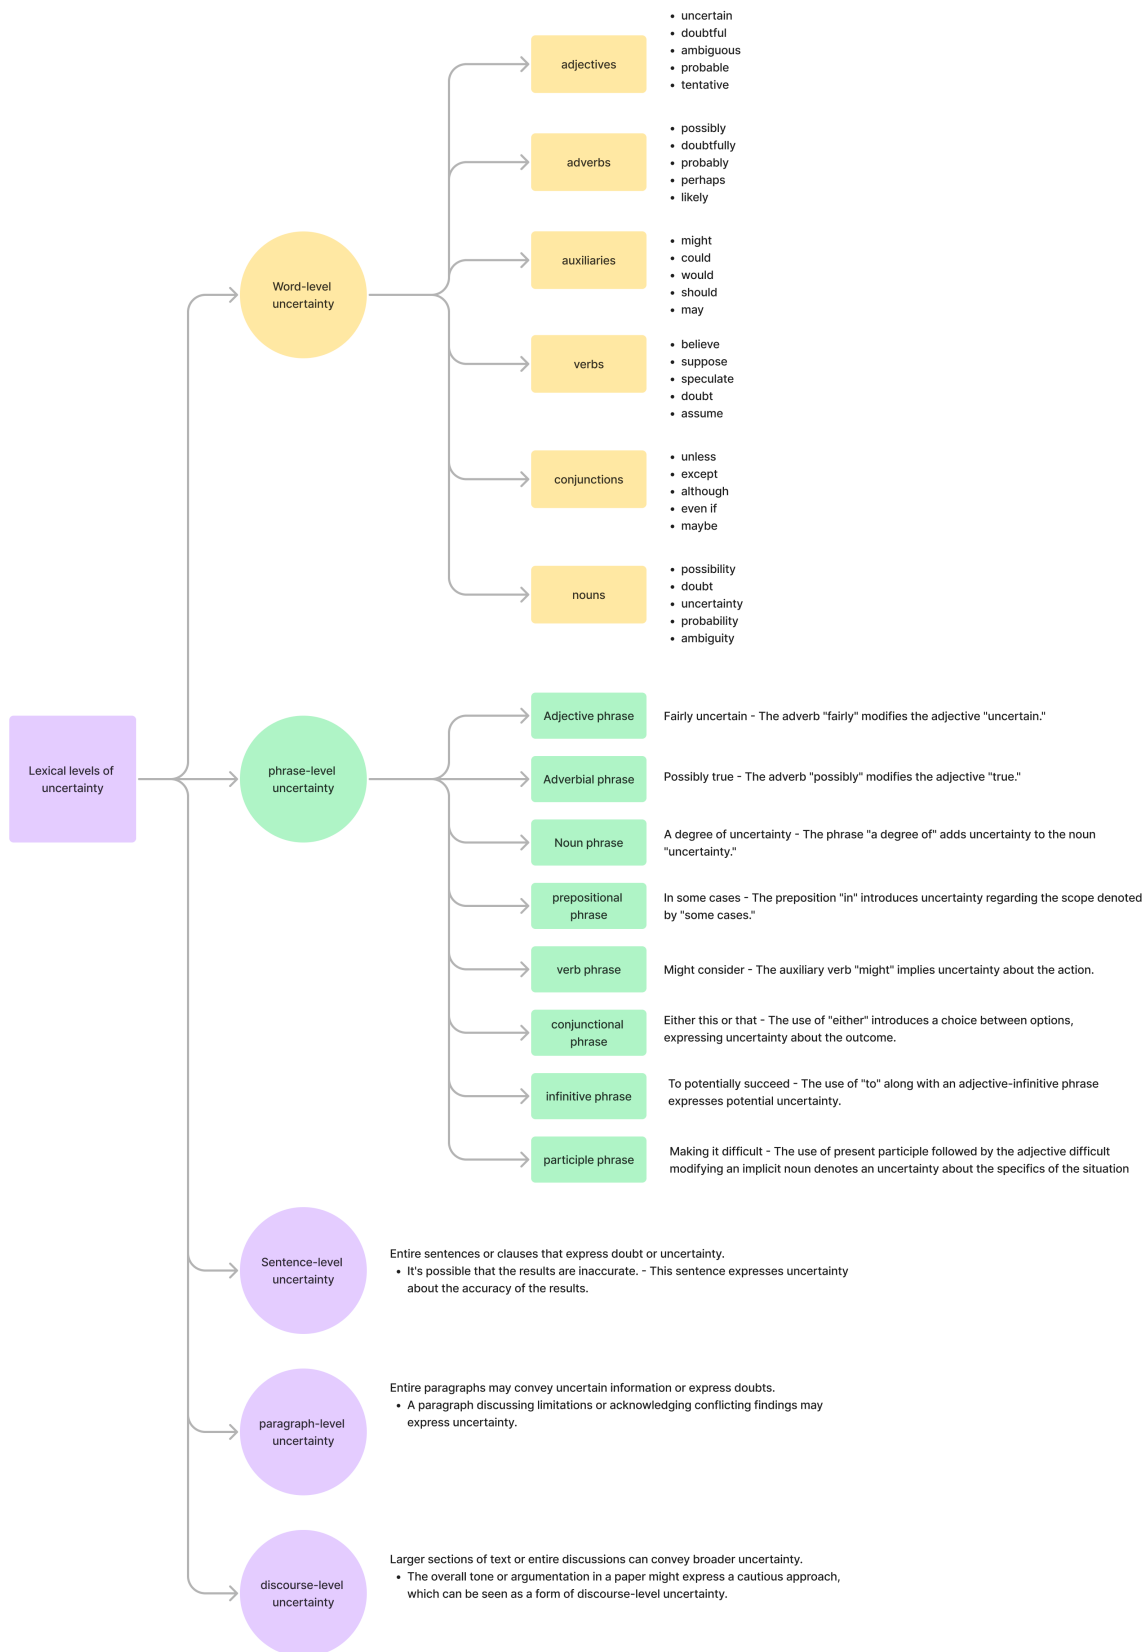 Lexical levels of
uncertainty
Word-level
uncertainty
adjectives
• uncertain
• doubtful
• ambiguous
• probable
• tentative
adverbs
• possibly
• doubtfully
• probably
• perhaps
• likely
auxiliaries
• might
• could
• would
• should
• may
verbs
• believe
• suppose
• speculate
• doubt
• assume
conjunctions
• unless
• except
• although
• even if
• maybe
nouns
• possibility
• doubt
• uncertainty
• probability
• ambiguity
phrase-level
uncertainty
Adjective phrase
Fairly uncertain - The adverb "fairly" modifies the adjective "uncertain."
Adverbial phrase
Possibly true - The adverb "possibly" modifies the adjective "true."
Noun phrase
A degree of uncertainty - The phrase "a degree of" adds uncertainty to the noun
"uncertainty."
prepositional
phrase
In some cases - The preposition "in" introduces uncertainty regarding the scope denoted
by "some cases."
verb phrase
Might consider - The auxiliary verb "might" implies uncertainty about the action.
conjunctional
phrase
Either this or that - The use of "either" introduces a choice between options,
expressing uncertainty about the outcome.
infinitive phrase
To potentially succeed - The use of "to" along with an adjective-infinitive phrase
expresses potential uncertainty.
participle phrase
Making it difficult - The use of present participle followed by the adjective difficult
modifying an implicit noun denotes an uncertainty about the specifics of the situation
Sentence-level
uncertainty
Entire sentences or clauses that express doubt or uncertainty.
• It's possible that the results are inaccurate. - This sentence expresses uncertainty
about the accuracy of the results.
paragraph-level
uncertainty
Entire paragraphs may convey uncertain information or express doubts.
• A paragraph discussing limitations or acknowledging conflicting findings may
express uncertainty.
discourse-level
uncertainty
Larger sections of text or entire discussions can convey broader uncertainty.
• The overall tone or argumentation in a paper might express a cautious approach,
which can be seen as a form of discourse-level uncertainty.